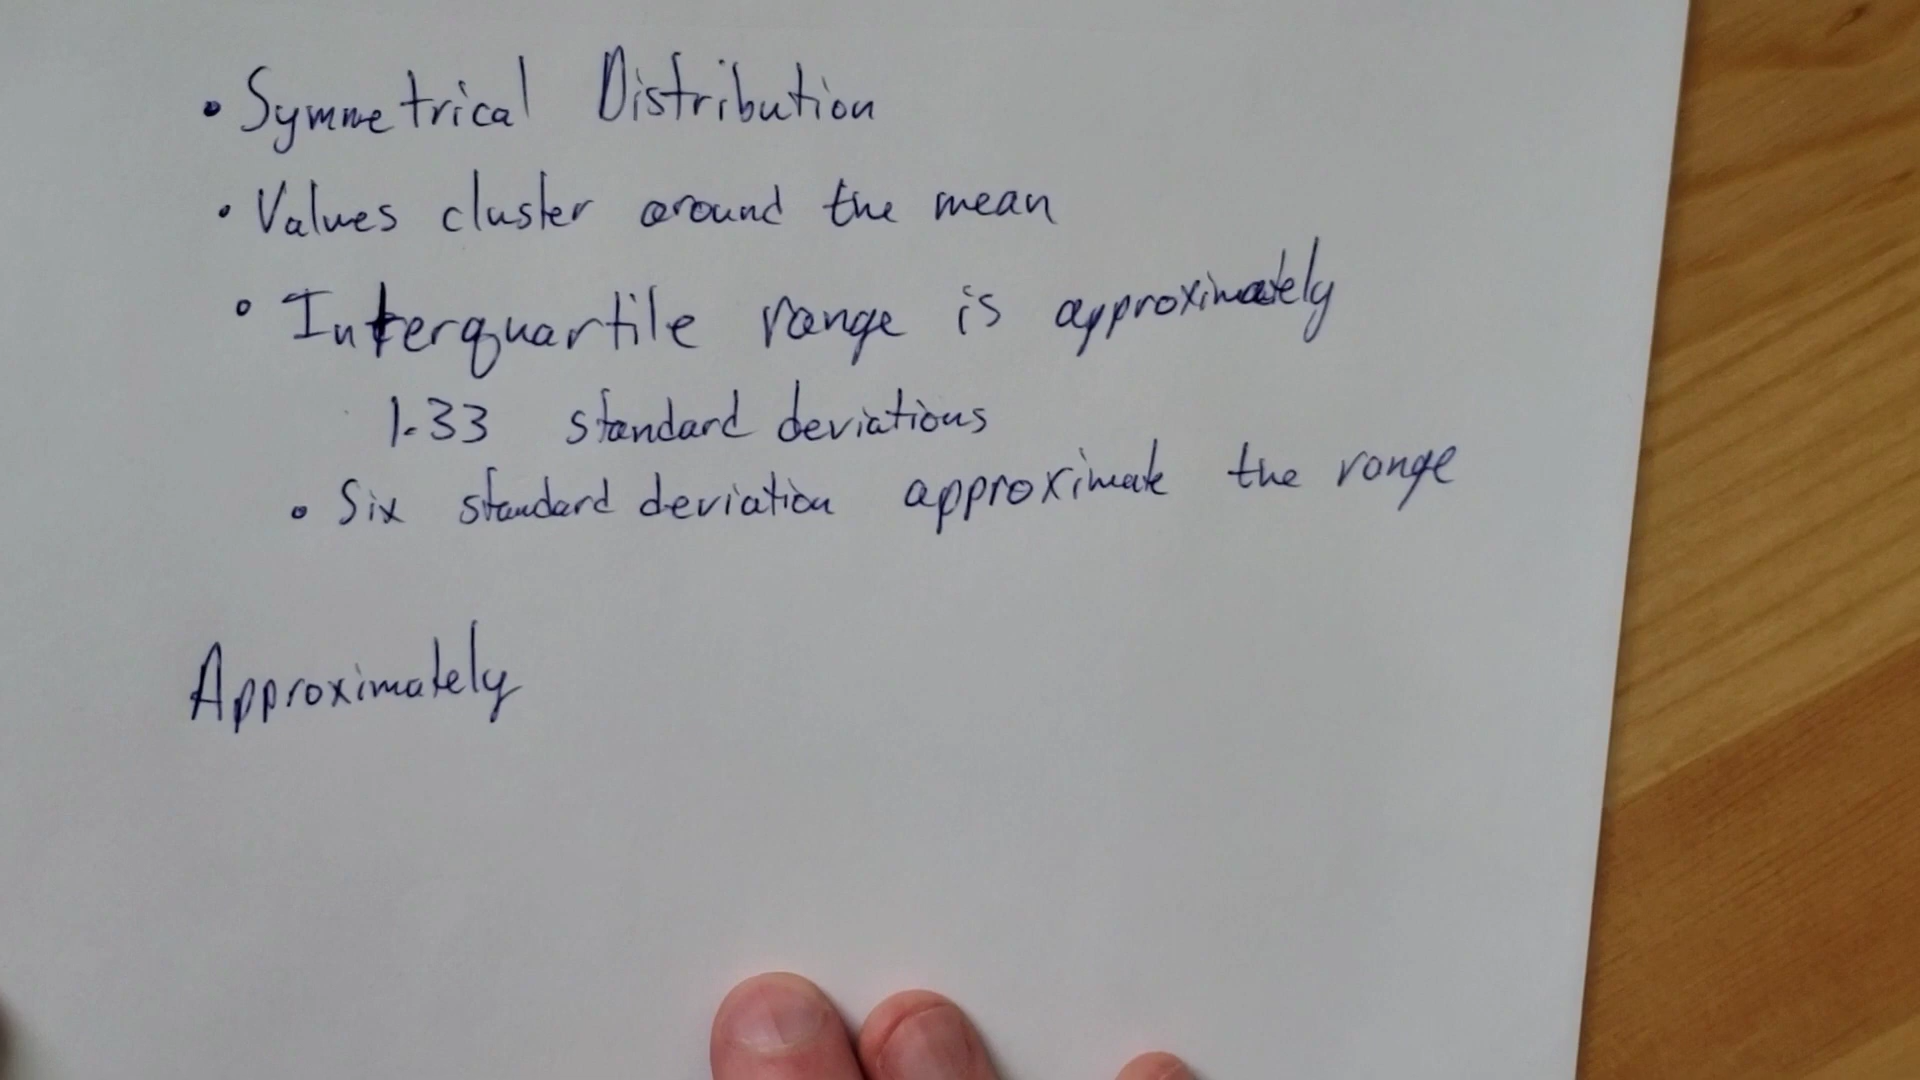 • Symmetrical Distribution
• Values cluster around the mean
• Interquartile range is approximately
1.33 standard deviations
• Six standard deviation approximate the range
Approximately